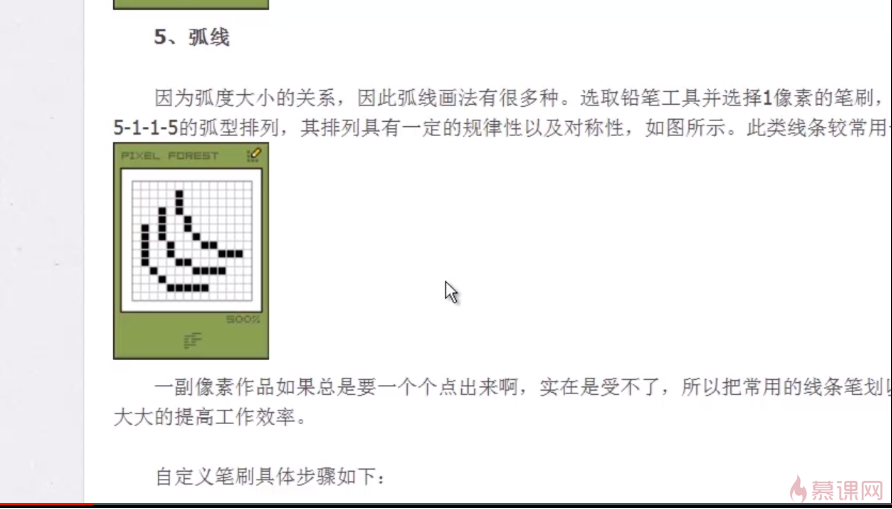 5、弧线
因为弧度大小的关系，因此弧线画法有很多种。选取铅笔工具并选择1像素的笔刷，
5-1-1-5的弧型排列，其排列具有一定的规律性以及对称性，如图所示。此类线条较常用
PIXEL FOREST
500%
一副像素作品如果总是要一个个点出来啊，实在是受不了，所以把常用的线条笔划
大大的提高工作效率。
自定义笔刷具体步骤如下：
慕课网